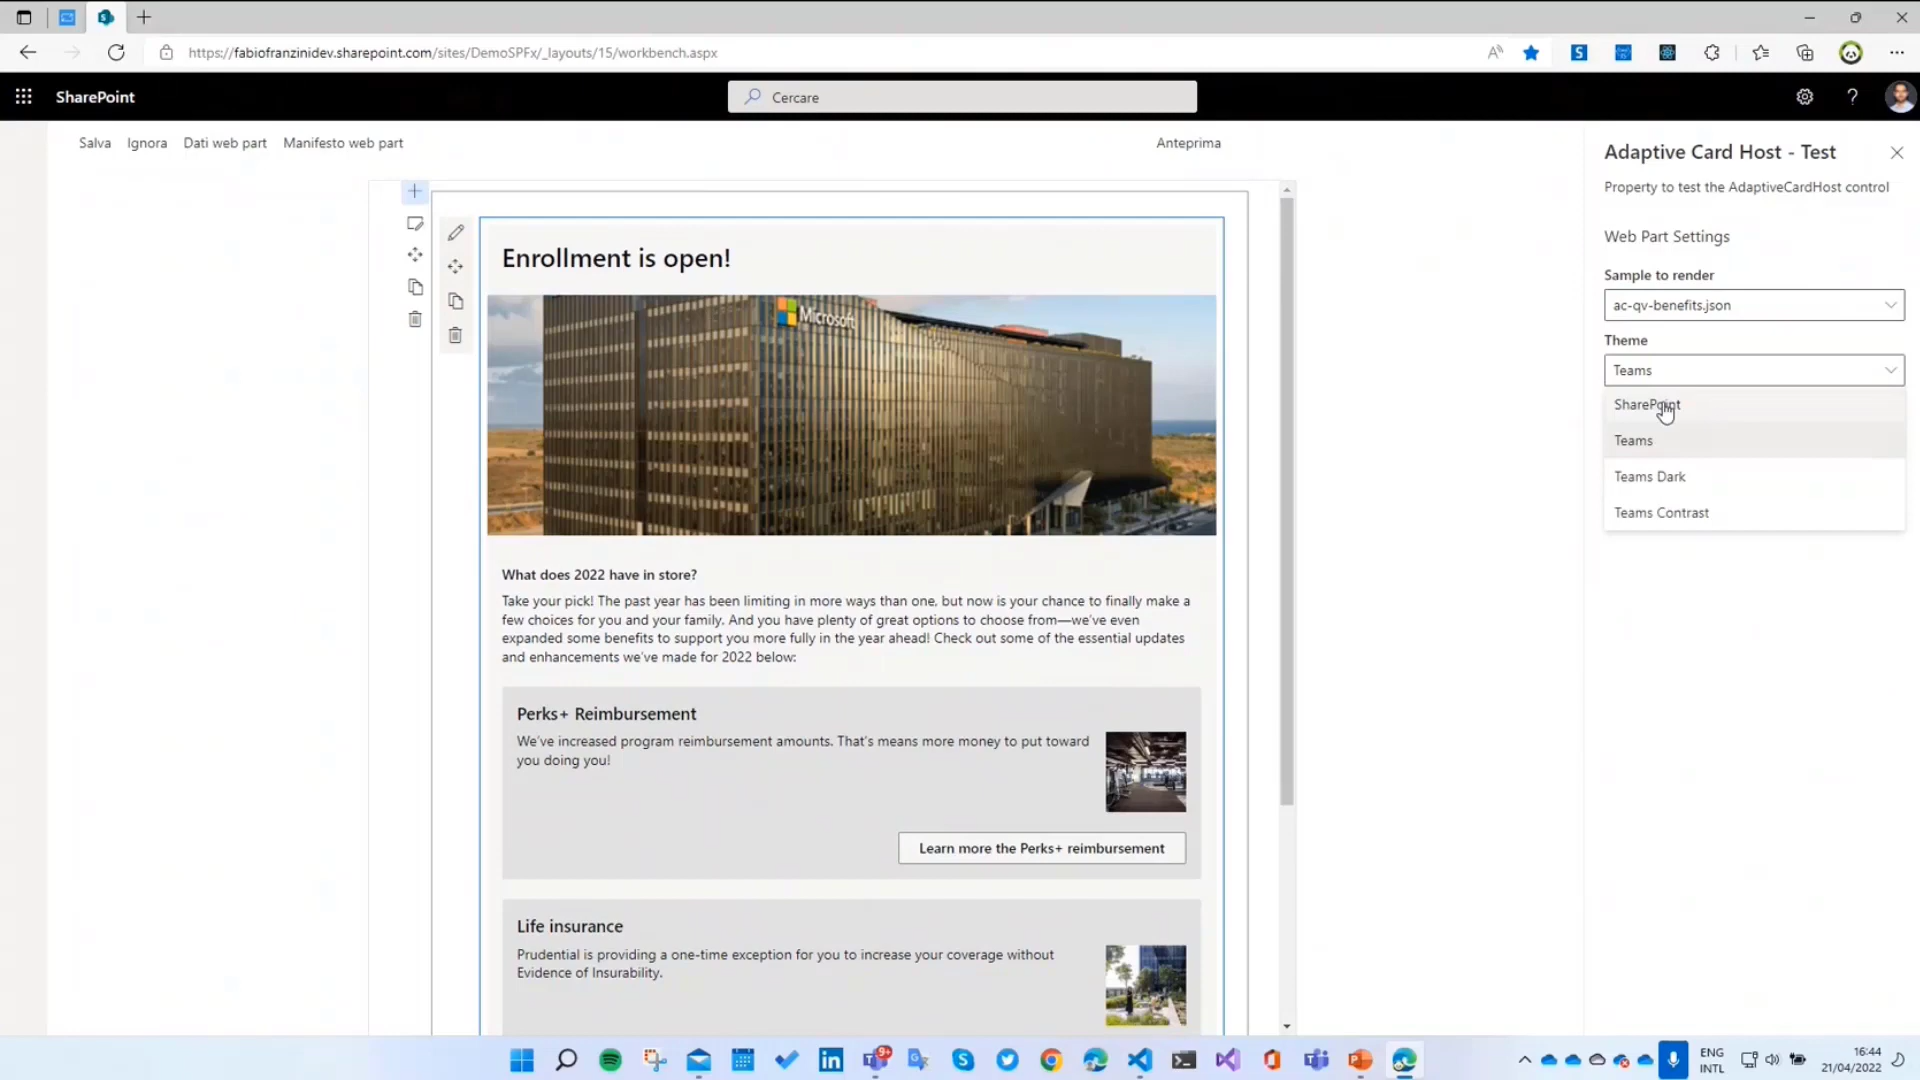 https://fabiofranzinidev.sharepoint.com/sites/DemoSPFx/_layouts/15/workbench.aspx
SharePoint
Cercare
Salva
Ignora
Dati web part
Manifesto web part
Anteprima
Enrollment is open!
Microsoft
What does 2022 have in store?
Take your pick! The past year has been limiting in more ways than one, but now is your chance to finally make a
few choices for you and your family. And you have plenty of great options to choose from—we've even
expanded some benefits to support you more fully in the year ahead! Check out some of the essential updates
and enhancements we've made for 2022 below:
Perks+ Reimbursement
We've increased program reimbursement amounts. That's means more money to put toward
you doing you!
Learn more the Perks+ reimbursement
Life insurance
Prudential is providing a one-time exception for you to increase your coverage without
Evidence of Insurability.
Adaptive Card Host - Test
Property to test the AdaptiveCardHost control
Web Part Settings
Sample to render
ac-qv-benefits.json
Theme
Teams
SharePoint
Teams
Teams Dark
Teams Contrast
9+
ENG
INTL
16:44
21/04/2022